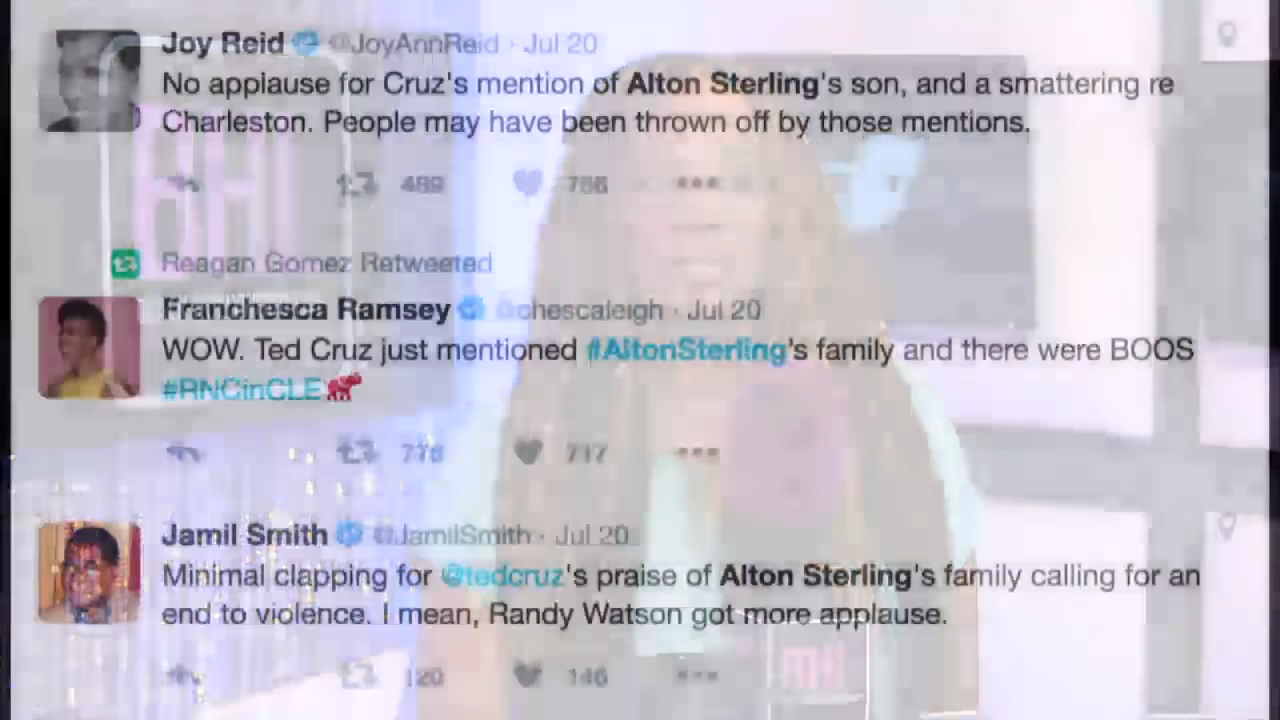 Joy Reid @JoyAnnReid · Jul 20
No applause for Cruz's mention of Alton Sterling's son, and a smattering re
Charleston. People may have been thrown off by those mentions.
489 786
Reagan Gomez Retweeted
Franchesca Ramsey @chescaleigh · Jul 20
WOW. Ted Cruz just mentioned #AltonSterling's family and there were BOOS
#RNCinCLE
776 717
Jamil Smith @JamilSmith · Jul 20
Minimal clapping for @tedcruz's praise of Alton Sterling's family calling for an
end to violence. I mean, Randy Watson got more applause.
120 146